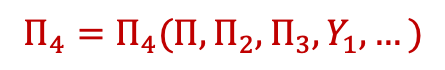 Π₄ = Π₄(Π, Π₂, Π₃, Y₁, … )